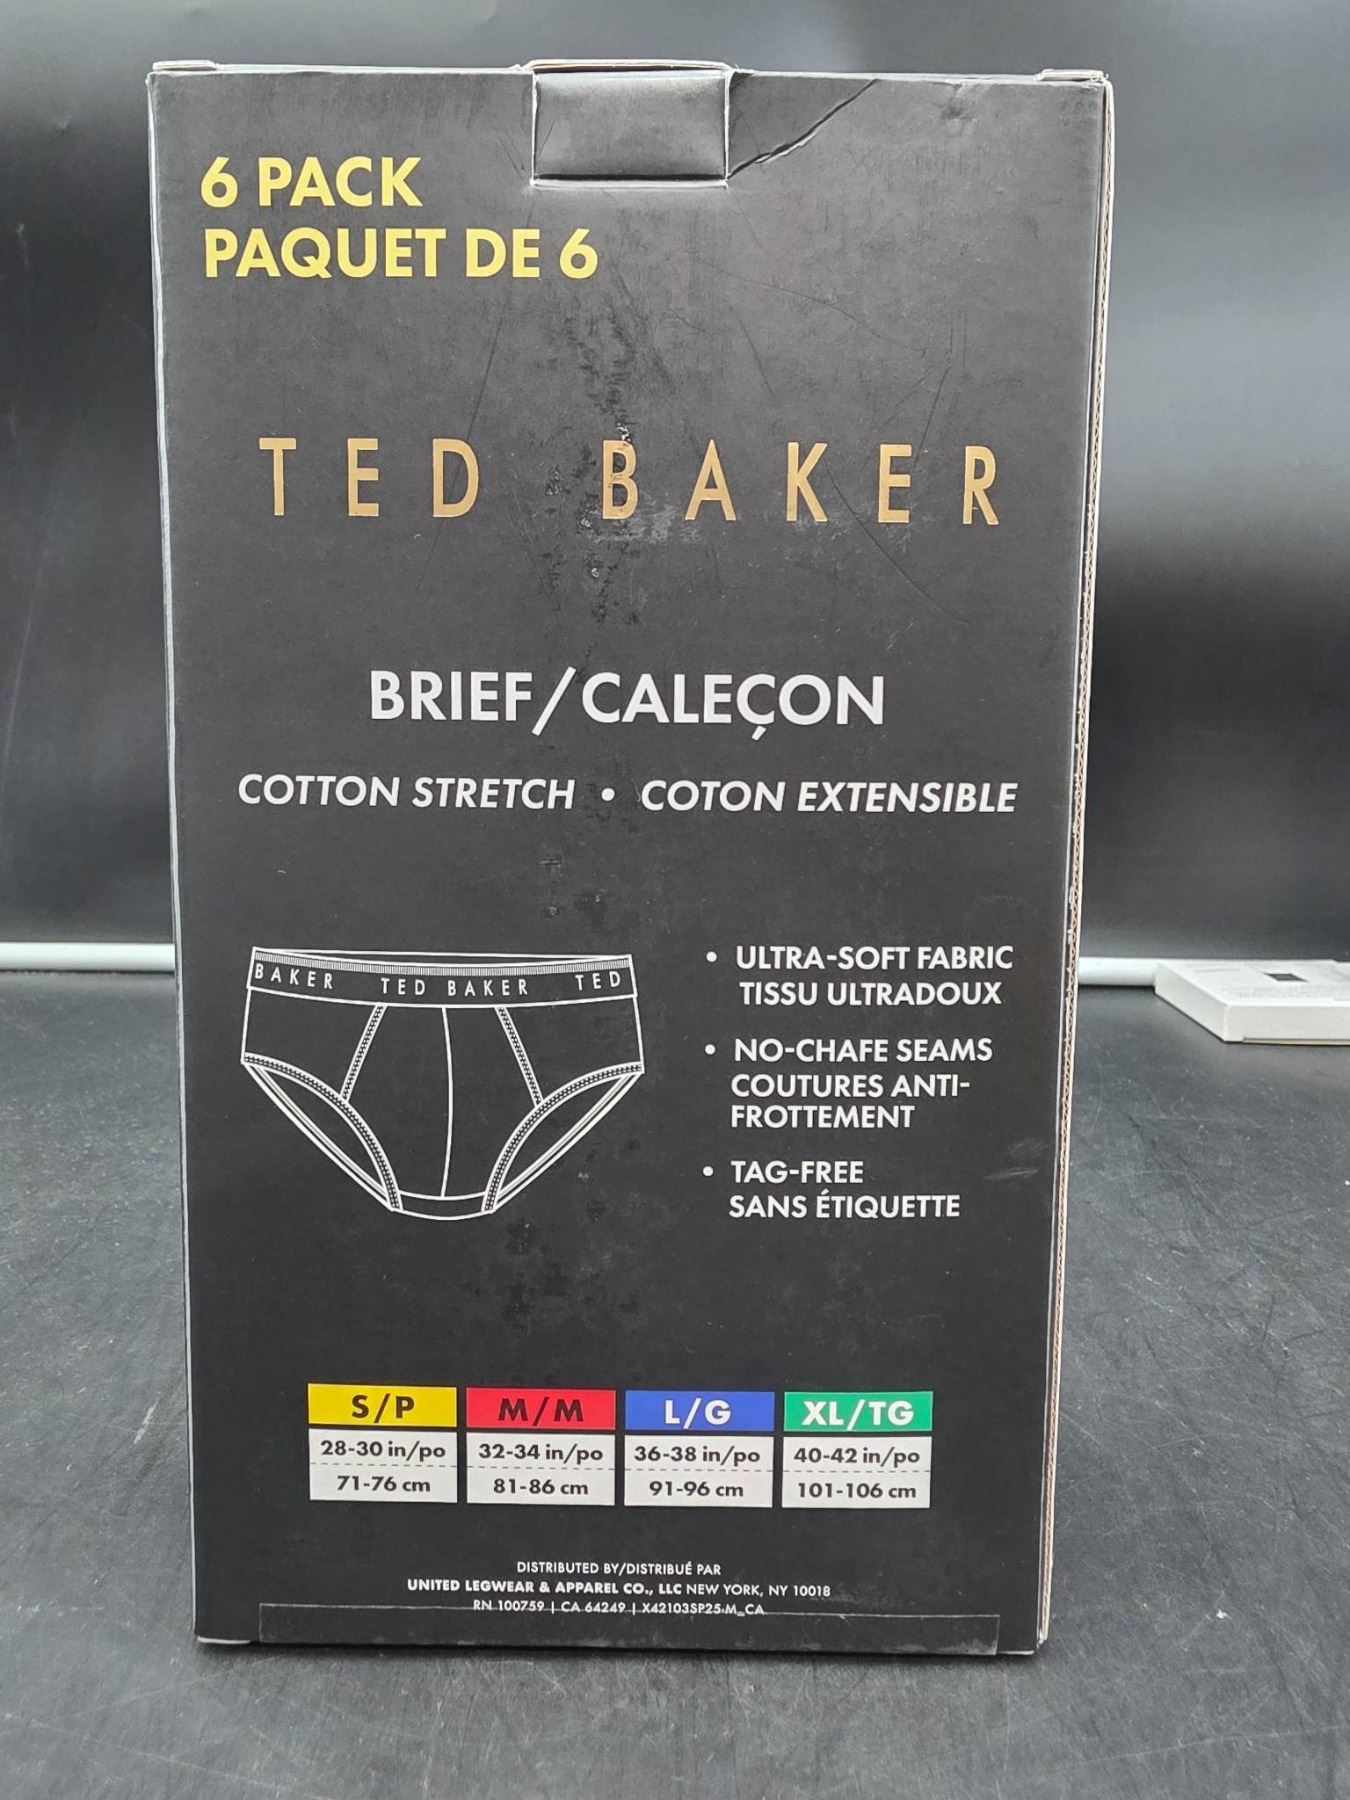 6 PACK
PAQUET DE 6
TED BAKER
BRIEF/CALEÇON
COTTON STRETCH • COTON EXTENSIBLE
BAKER TED BAKER TED
• ULTRA-SOFT FABRIC
TISSU ULTRADOUX
• NO-CHAFE SEAMS
COUTURES ANTI-
FROTTEMENT
• TAG-FREE
SANS ÉTIQUETTE
S/P M/M L/G XL/TG
28-30 in/po 32-34 in/po 36-38 in/po 40-42 in/po
71-76 cm 81-86 cm 91-96 cm 101-106 cm
DISTRIBUTED BY/DISTRIBUÉ PAR
UNITED LEGWEAR & APPAREL CO., LLC NEW YORK, NY 10018
RN 100759 | CA 64249 | X42103SP25-M_CA